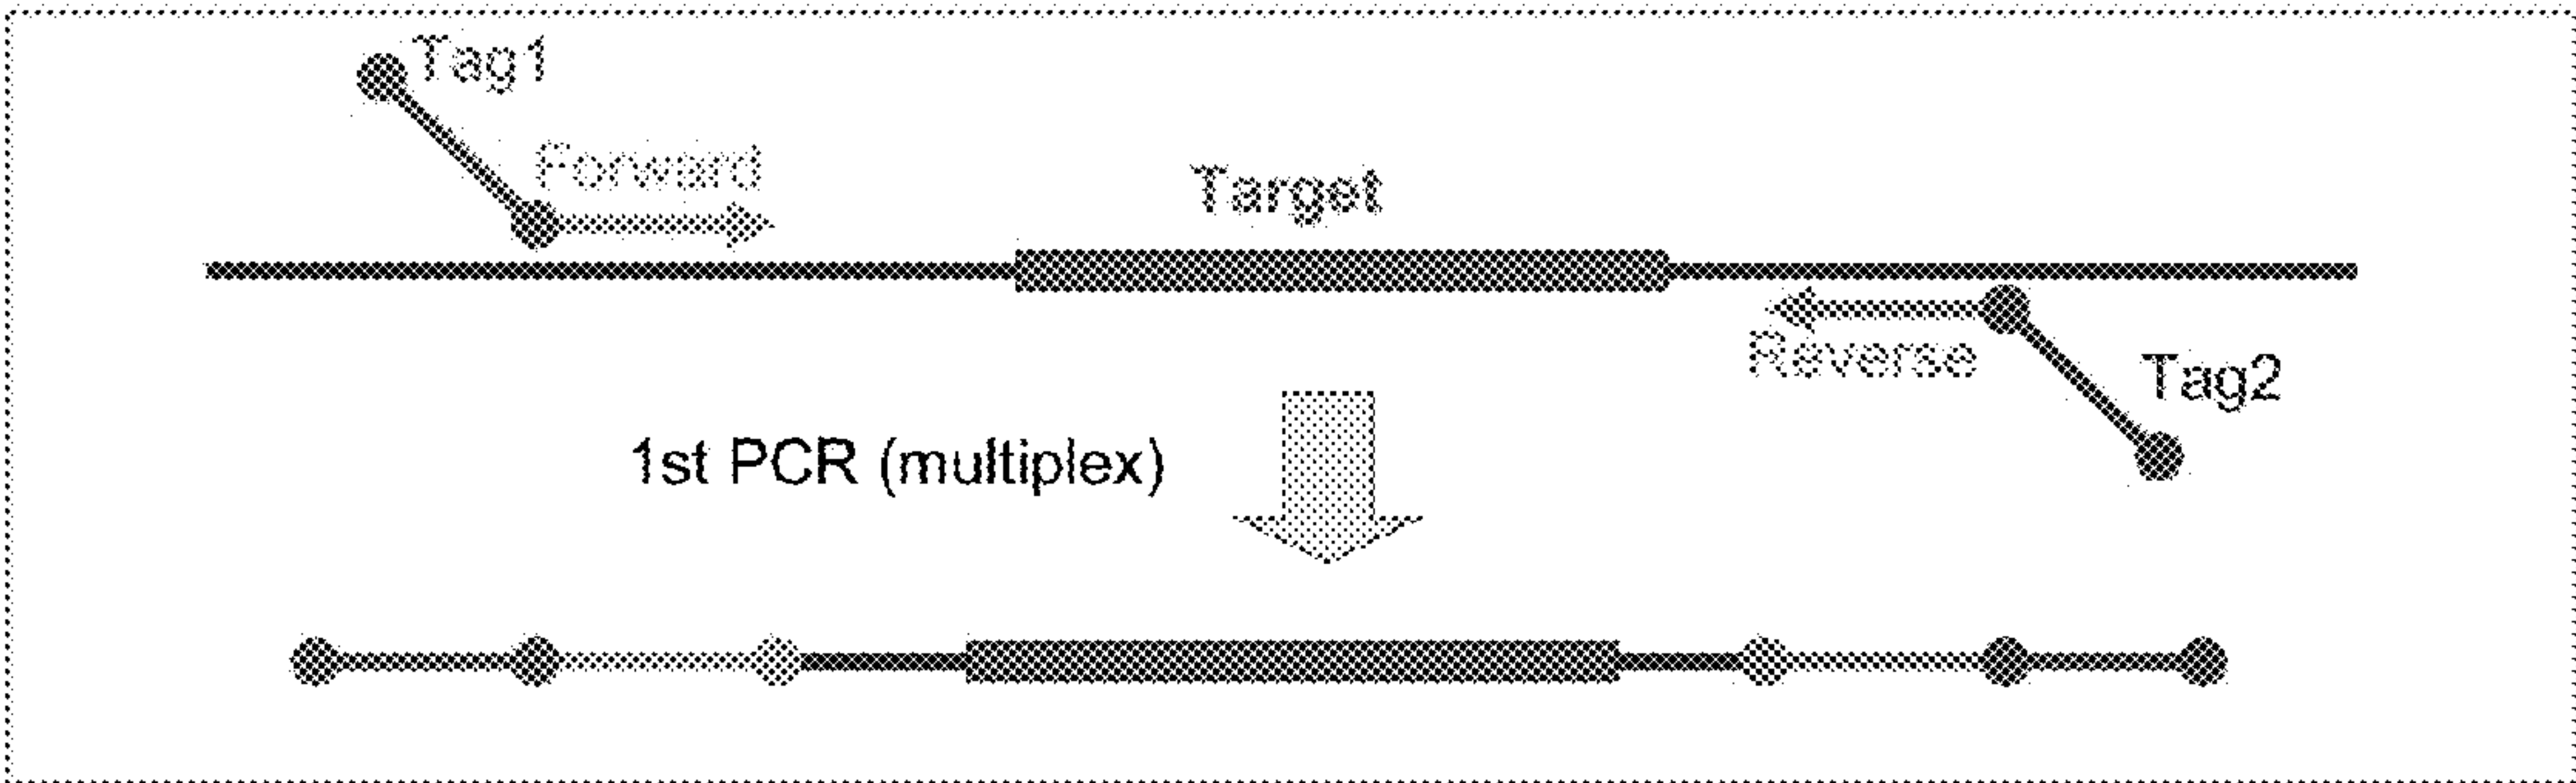 Tag1
Forward
Target
Reverse
Tag2
1st PCR (multiplex)